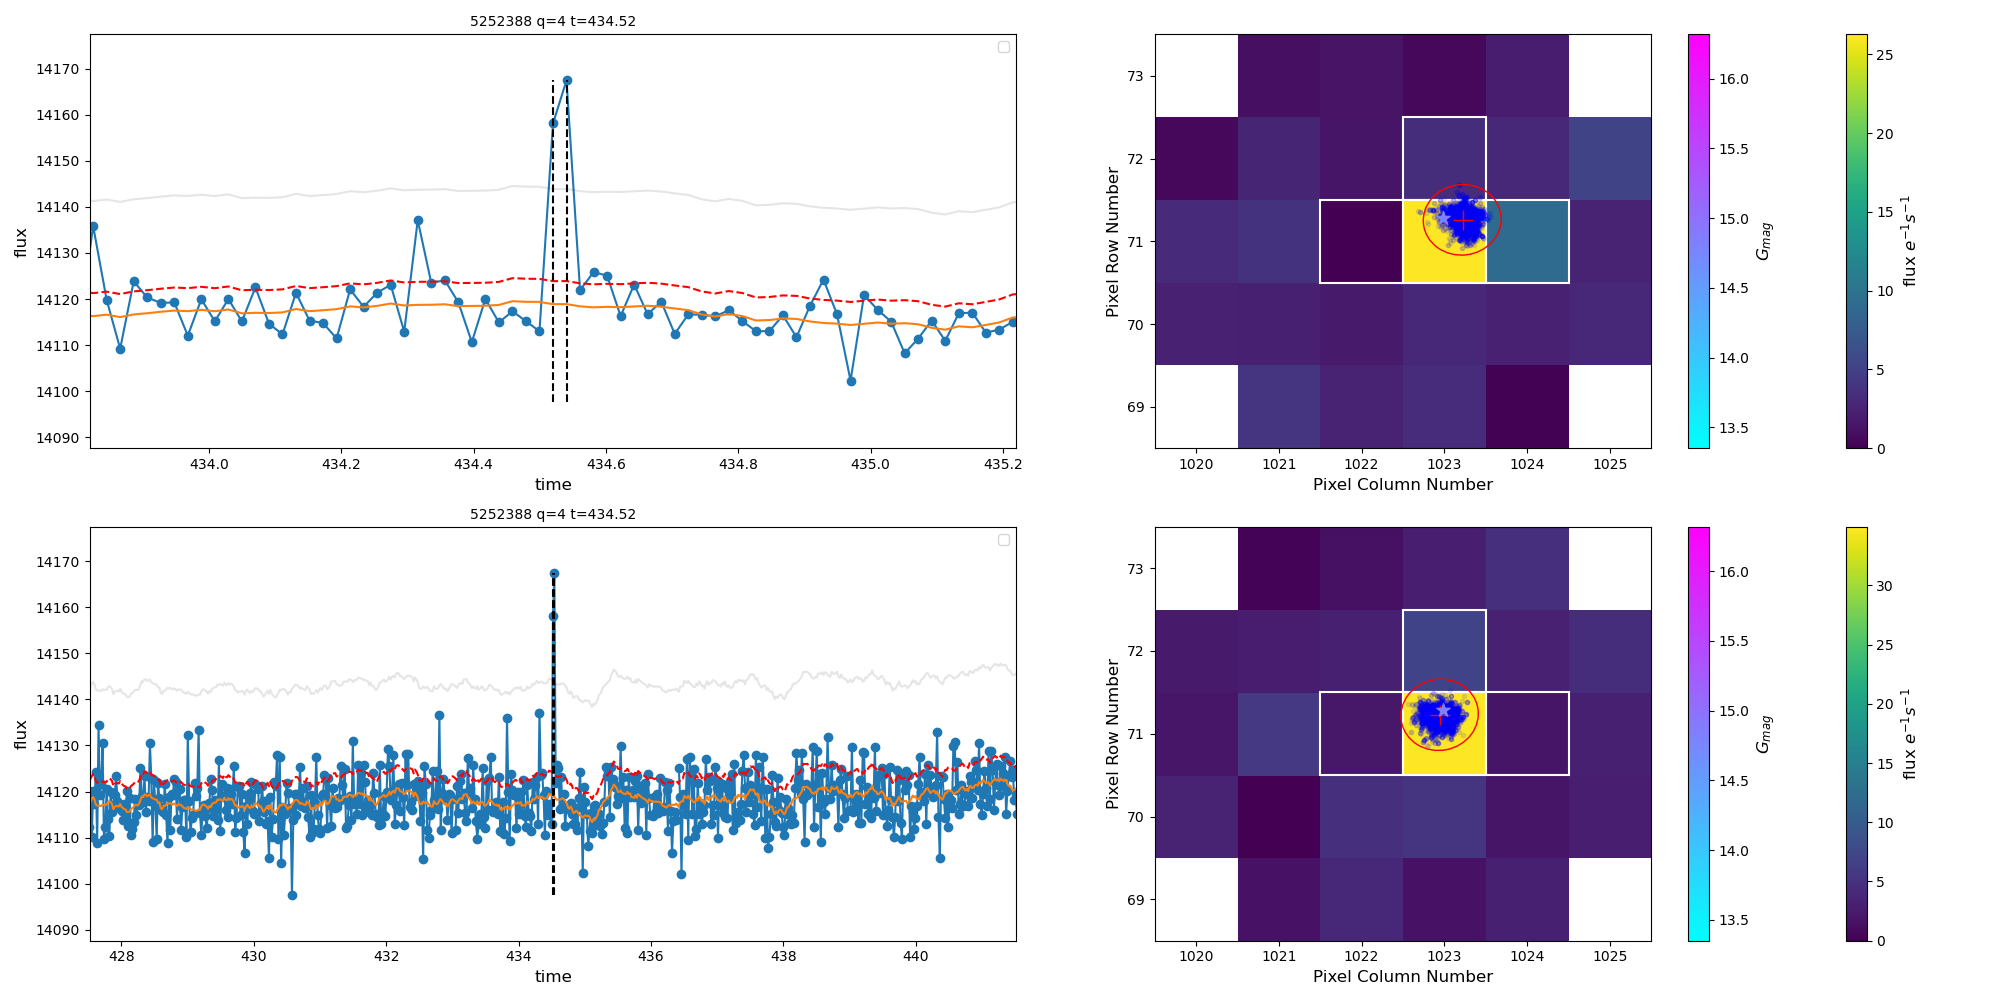 5252388 q=4 t=434.52
14170
14160
14150
14140
14130
14120
14110
14100
14090
flux
434.0 434.2 434.4 434.6 434.8 435.0 435.2
time
73
72
71
70
69
Pixel Row Number
1020 1021 1022 1023 1024 1025
Pixel Column Number
16.0
15.5
15.0
14.5
14.0
13.5
G_mag
25
20
15
10
5
0
flux e⁻¹s⁻¹
5252388 q=4 t=434.52
14170
14160
14150
14140
14130
14120
14110
14100
14090
flux
428 430 432 434 436 438 440
time
73
72
71
70
69
Pixel Row Number
1020 1021 1022 1023 1024 1025
Pixel Column Number
16.0
15.5
15.0
14.5
14.0
13.5
G_mag
30
25
20
15
10
5
0
flux e⁻¹s⁻¹